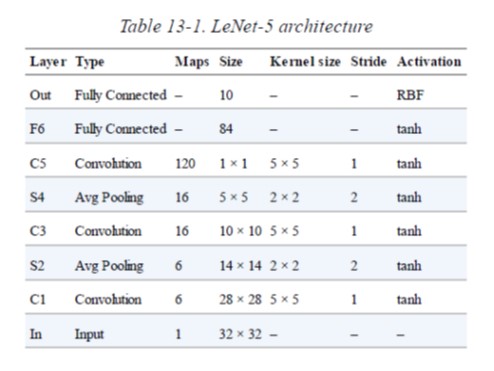 Table 13-1. LeNet-5 architecture
Layer Type Maps Size Kernel size Stride Activation
Out Fully Connected – 10 – – RBF
F6 Fully Connected – 84 – – tanh
C5 Convolution 120 1 × 1 5 × 5 1 tanh
S4 Avg Pooling 16 5 × 5 2 × 2 2 tanh
C3 Convolution 16 10 × 10 5 × 5 1 tanh
S2 Avg Pooling 6 14 × 14 2 × 2 2 tanh
C1 Convolution 6 28 × 28 5 × 5 1 tanh
In Input 1 32 × 32 – – –